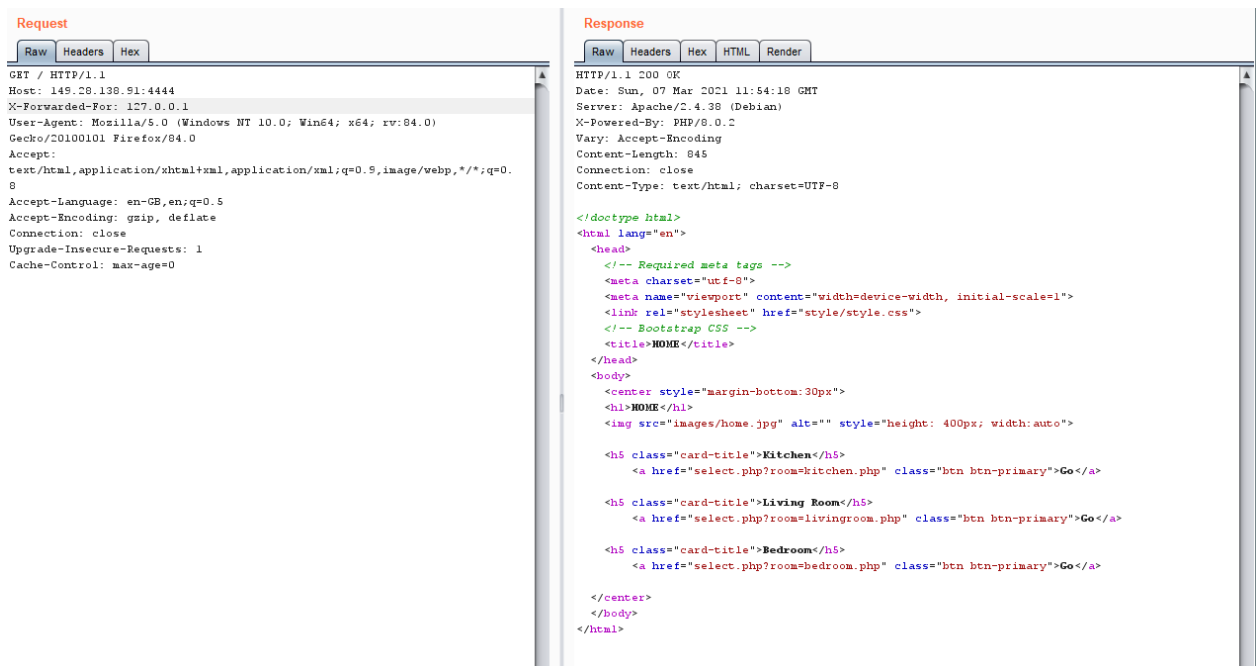 Request
Raw Headers Hex
GET / HTTP/1.1
Host: 149.28.138.91:4444
X-Forwarded-For: 127.0.0.1
User-Agent: Mozilla/5.0 (Windows NT 10.0; Win64; x64; rv:84.0)
Gecko/20100101 Firefox/84.0
Accept:
text/html,application/xhtml+xml,application/xml;q=0.9,image/webp,*/*;q=0.
8
Accept-Language: en-GB,en;q=0.5
Accept-Encoding: gzip, deflate
Connection: close
Upgrade-Insecure-Requests: 1
Cache-Control: max-age=0
Response
Raw Headers Hex HTML Render
HTTP/1.1 200 OK
Date: Sun, 07 Mar 2021 11:54:18 GMT
Server: Apache/2.4.38 (Debian)
X-Powered-By: PHP/8.0.2
Vary: Accept-Encoding
Content-Length: 845
Connection: close
Content-Type: text/html; charset=UTF-8
<!doctype html>
<html lang="en">
<head>
<!-- Required meta tags -->
<meta charset="utf-8">
<meta name="viewport" content="width=device-width, initial-scale=1">
<link rel="stylesheet" href="style/style.css">
<!-- Bootstrap CSS -->
<title>HOME</title>
</head>
<body>
<center style="margin-bottom:30px">
<h1>HOME</h1>
<img src="images/home.jpg" alt="" style="height: 400px; width:auto">
<h5 class="card-title">Kitchen</h5>
<a href="select.php?room=kitchen.php" class="btn btn-primary">Go</a>
<h5 class="card-title">Living Room</h5>
<a href="select.php?room=livingroom.php" class="btn btn-primary">Go</a>
<h5 class="card-title">Bedroom</h5>
<a href="select.php?room=bedroom.php" class="btn btn-primary">Go</a>
</center>
</body>
</html>